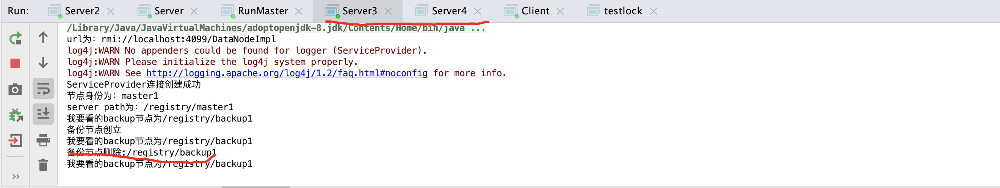 Run: Server2 Server RunMaster Server3 Server4 Client testlock
/Library/Java/JavaVirtualMachines/adoptopenjdk-8.jdk/Contents/Home/bin/java ...
url为：rmi://localhost:4099/DataNodeImpl
log4j:WARN No appenders could be found for logger (ServiceProvider).
log4j:WARN Please initialize the log4j system properly.
log4j:WARN See http://logging.apache.org/log4j/1.2/faq.html#noconfig for more info.
ServiceProvider连接创建成功
节点身份为：master1
server path为：/registry/master1
我要看的backup节点为/registry/backup1
备份节点创立
我要看的backup节点为/registry/backup1
备份节点删除:/registry/backup1
我要看的backup节点为/registry/backup1